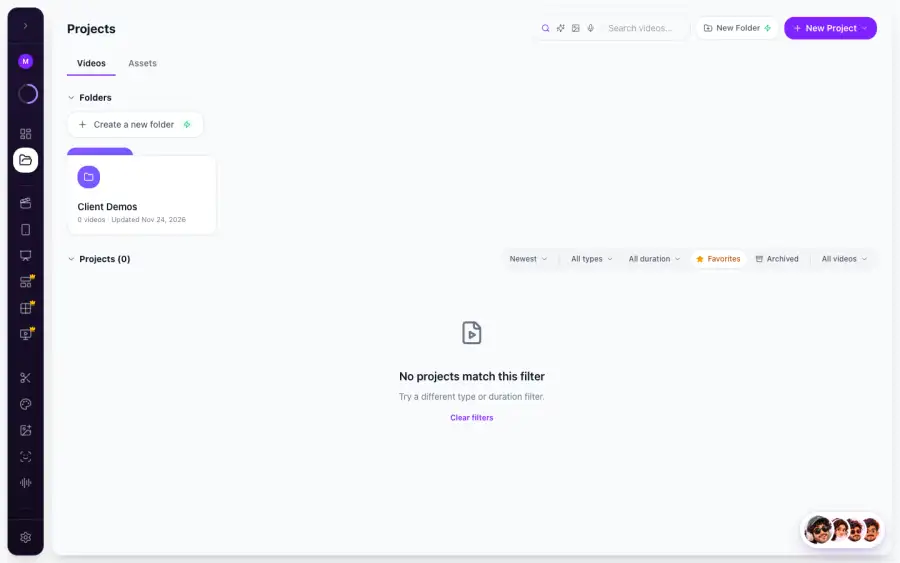 Projects
Search videos...
New Folder
New Project
M
Videos
Assets
Folders
Create a new folder
Client Demos
0 videos · Updated Nov 24, 2026
Projects (0)
Newest
All types
All duration
Favorites
Archived
All videos
No projects match this filter
Try a different type or duration filter.
Clear filters